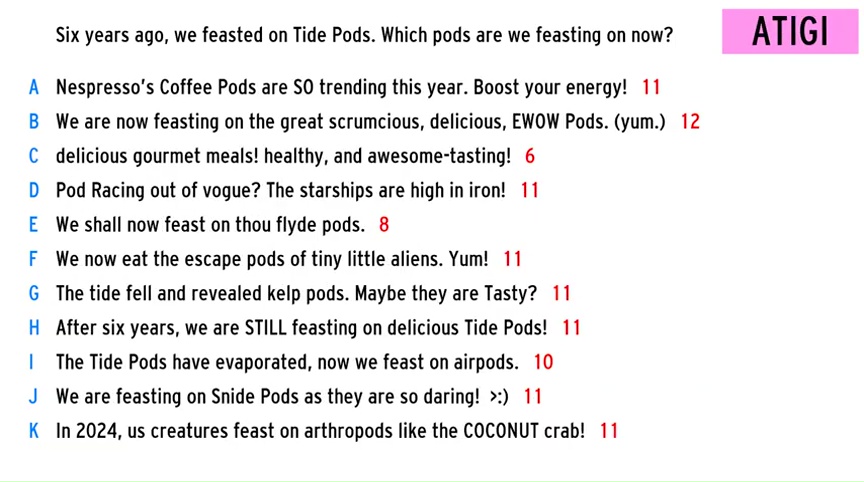 Six years ago, we feasted on Tide Pods. Which pods are we feasting on now?
ATIGI
A Nespresso's Coffee Pods are SO trending this year. Boost your energy! 11
B We are now feasting on the great scrumcious, delicious, EWOW Pods. (yum.) 12
C delicious gourmet meals! healthy, and awesome-tasting! 6
D Pod Racing out of vogue? The starships are high in iron! 11
E We shall now feast on thou flyde pods. 8
F We now eat the escape pods of tiny little aliens. Yum! 11
G The tide fell and revealed kelp pods. Maybe they are Tasty? 11
H After six years, we are STILL feasting on delicious Tide Pods! 11
I The Tide Pods have evaporated, now we feast on airpods. 10
J We are feasting on Snide Pods as they are so daring! >:) 11
K In 2024, us creatures feast on arthropods like the COCONUT crab! 11